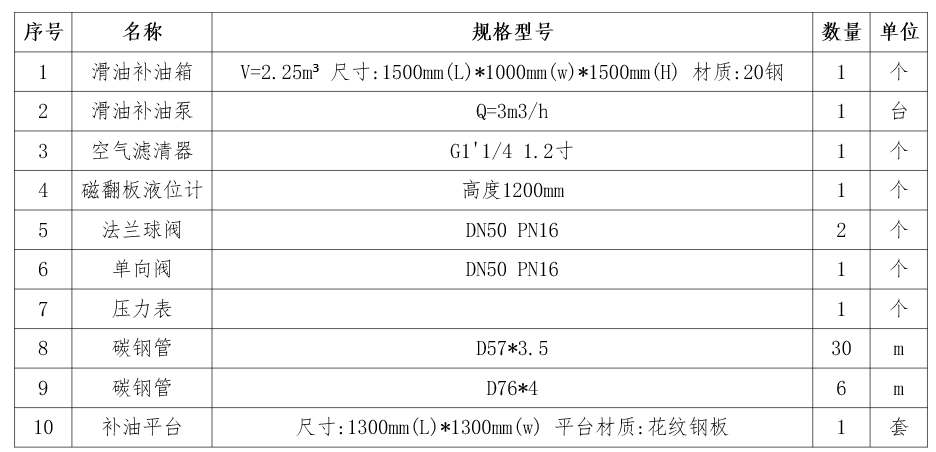 序号 名称 规格型号 数量 单位
1 滑油补油箱 V=2.25m³ 尺寸:1500mm(L)*1000mm(w)*1500mm(H) 材质:20钢 1 个
2 滑油补油泵 Q=3m3/h 1 台
3 空气滤清器 G1'1/4 1.2寸 1 个
4 磁翻板液位计 高度1200mm 1 个
5 法兰球阀 DN50 PN16 2 个
6 单向阀 DN50 PN16 1 个
7 压力表 1 个
8 碳钢管 D57*3.5 30 m
9 碳钢管 D76*4 6 m
10 补油平台 尺寸:1300mm(L)*1300mm(w) 平台材质:花纹钢板 1 套